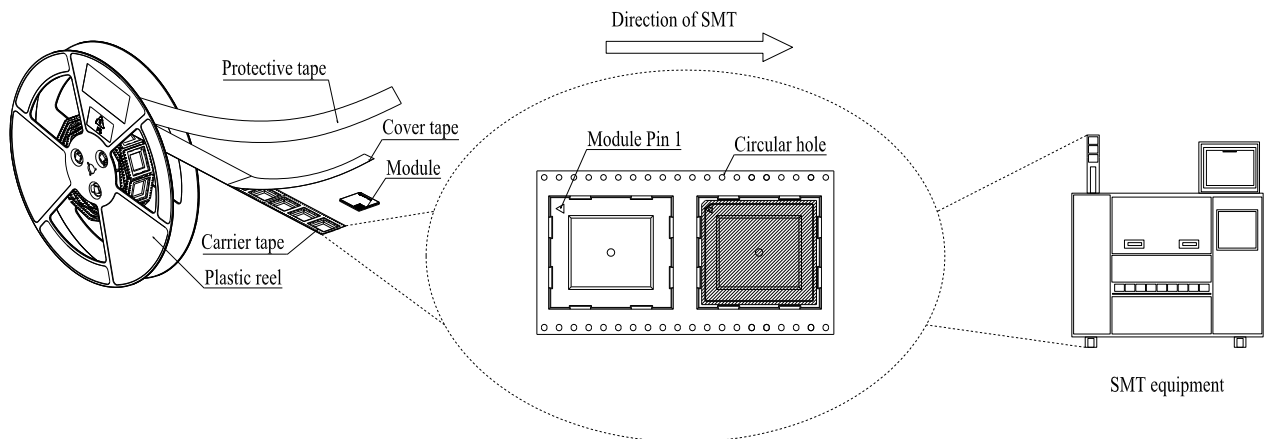 Direction of SMT
Protective tape
Cover tape
Module
Carrier tape
Plastic reel
Module Pin 1
Circular hole
SMT equipment